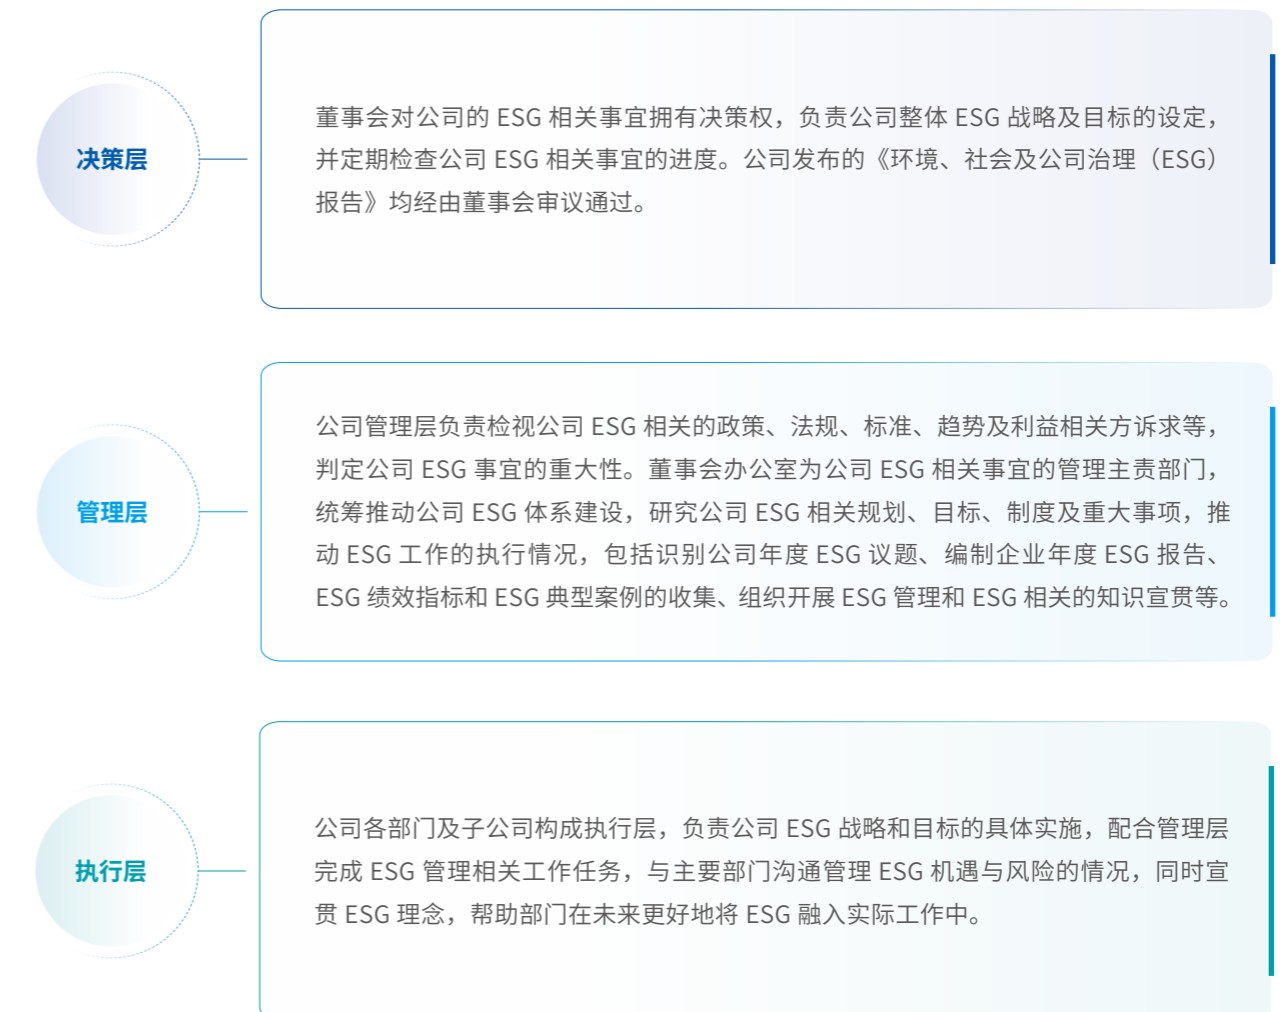 决策层
董事会对公司的 ESG 相关事宜拥有决策权，负责公司整体 ESG 战略及目标的设定，
并定期检查公司 ESG 相关事宜的进度。公司发布的《环境、社会及公司治理（ESG）
报告》均经由董事会审议通过。
管理层
公司管理层负责检视公司 ESG 相关的政策、法规、标准、趋势及利益相关方诉求等，
判定公司 ESG 事宜的重大性。董事会办公室为公司 ESG 相关事宜的管理主责部门，
统筹推动公司 ESG 体系建设，研究公司 ESG 相关规划、目标、制度及重大事项，推
动 ESG 工作的执行情况，包括识别公司年度 ESG 议题、编制企业年度 ESG 报告、
ESG 绩效指标和 ESG 典型案例的收集、组织开展 ESG 管理和 ESG 相关的知识宣贯等。
执行层
公司各部门及子公司构成执行层，负责公司 ESG 战略和目标的具体实施，配合管理层
完成 ESG 管理相关工作任务，与主要部门沟通管理 ESG 机遇与风险的情况，同时宣
贯 ESG 理念，帮助部门在未来更好地将 ESG 融入实际工作中。